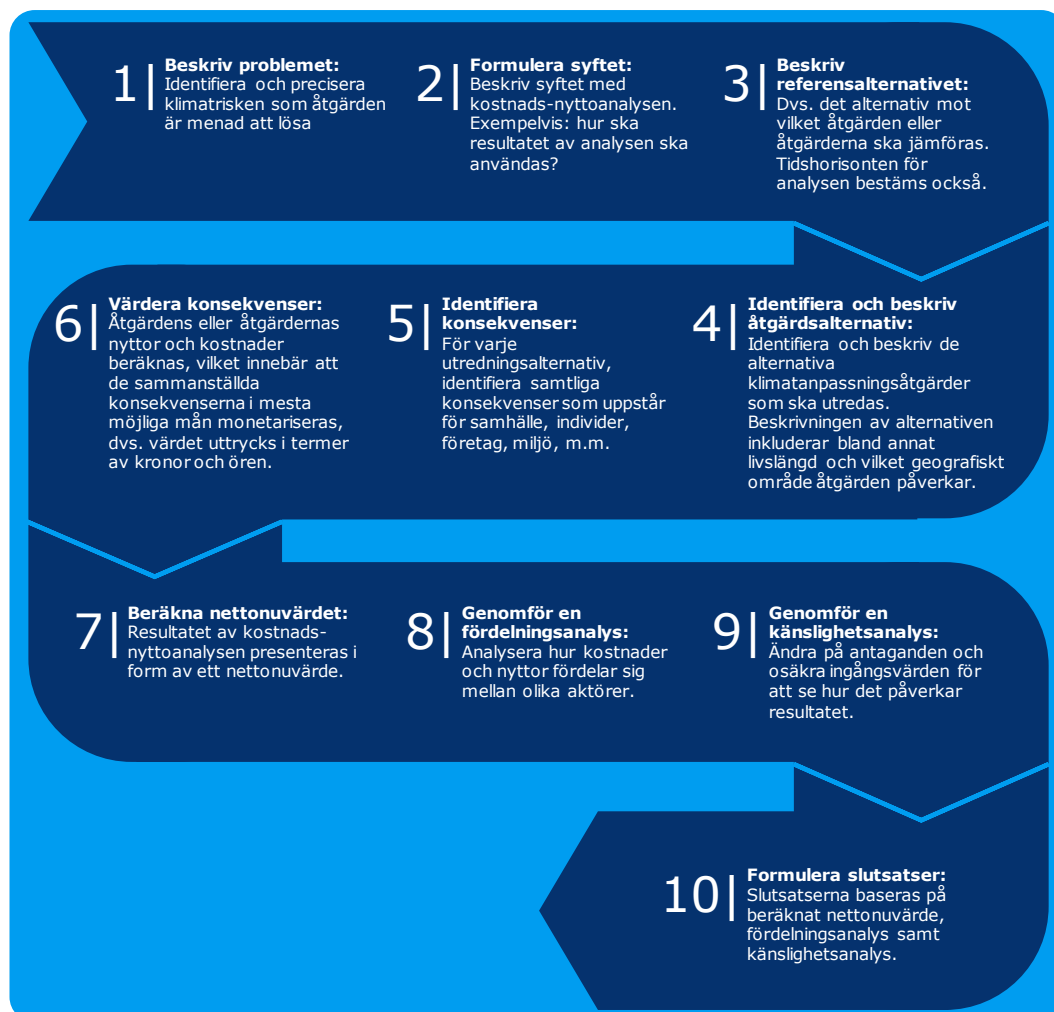 1
Beskriv problemet:
Identifiera och precisera
klimatrisken som åtgärden
är menad att lösa
2
Formulera syftet:
Beskriv syftet med
kostnads-nyttoanalysen.
Exempelvis: hur ska
resultatet av analysen ska
användas?
3
Beskriv
referensalternativet:
Dvs. det alternativ mot
vilket åtgärden eller
åtgärderna ska jämföras.
Tidshorisonten för
analysen bestäms också.
4
Identifiera och beskriv
åtgärdsalternativ:
Identifiera och beskriv de
alternativa
klimatanpassningsåtgärder
som ska utredas.
Beskrivningen av alternativen
inkluderar bland annat
livslängd och vilket geografiskt
område åtgärden påverkar.
5
Identifiera
konsekvenser:
För varje
utredningsalternativ,
identifiera samtliga
konsekvenser som uppstår
för samhälle, individer,
företag, miljö, m.m.
6
Värdera konsekvenser:
Åtgärdens eller åtgärdernas
nyttor och kostnader
beräknas, vilket innebär att
de sammanställda
konsekvenserna i mesta
möjliga mån monetariseras,
dvs. värdet uttrycks i termer
av kronor och ören.
7
Beräkna nettonuvärdet:
Resultatet av kostnads-
nyttoanalysen presenteras i
form av ett nettonuvärde.
8
Genomför en
fördelningsanalys:
Analysera hur kostnader
och nyttor fördelar sig
mellan olika aktörer.
9
Genomför en
känslighetsanalys:
Ändra på antaganden och
osäkra ingångsvärden för
att se hur det påverkar
resultatet.
10
Formulera slutsatser:
Slutsatserna baseras på
beräknat nettonuvärde,
fördelningsanalys samt
känslighetsanalys.